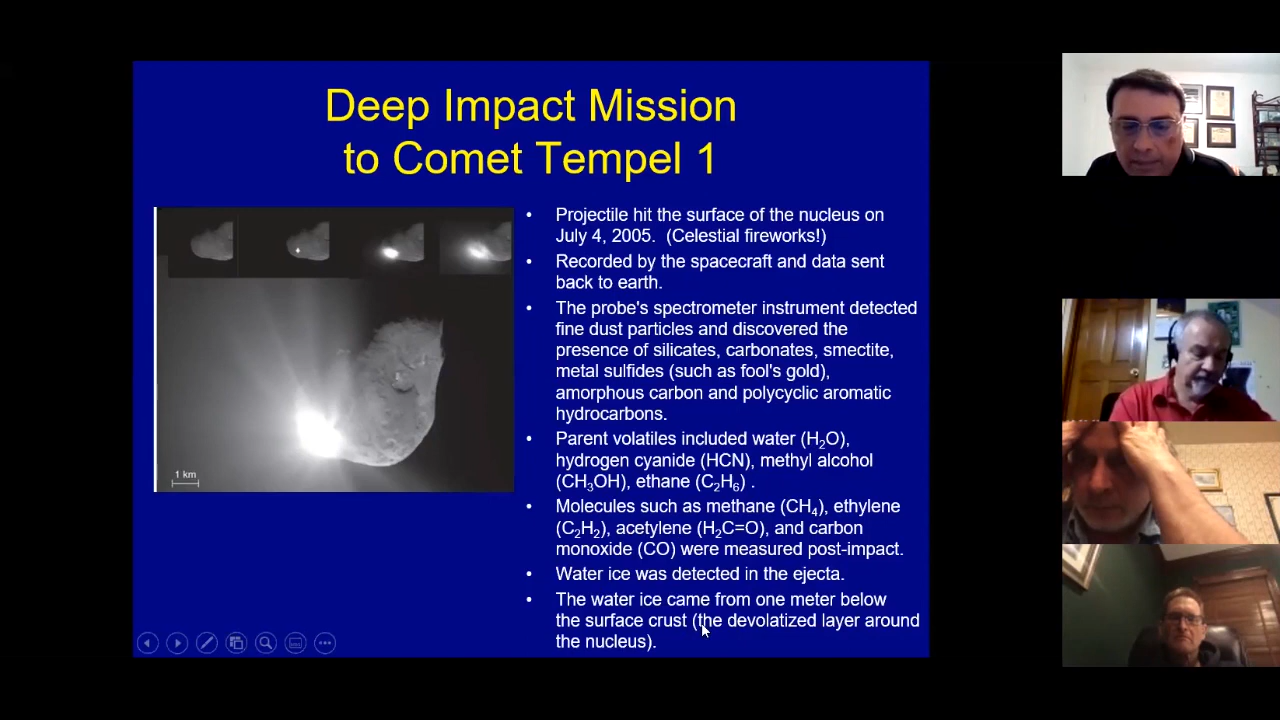 Deep Impact Mission
to Comet Tempel 1
1 km
• Projectile hit the surface of the nucleus on
July 4, 2005. (Celestial fireworks!)
• Recorded by the spacecraft and data sent
back to earth.
• The probe's spectrometer instrument detected
fine dust particles and discovered the
presence of silicates, carbonates, smectite,
metal sulfides (such as fool's gold),
amorphous carbon and polycyclic aromatic
hydrocarbons.
• Parent volatiles included water (H₂O),
hydrogen cyanide (HCN), methyl alcohol
(CH₃OH), ethane (C₂H₆) .
• Molecules such as methane (CH₄), ethylene
(C₂H₂), acetylene (H₂C=O), and carbon
monoxide (CO) were measured post-impact.
• Water ice was detected in the ejecta.
• The water ice came from one meter below
the surface crust (the devolatized layer around
the nucleus).